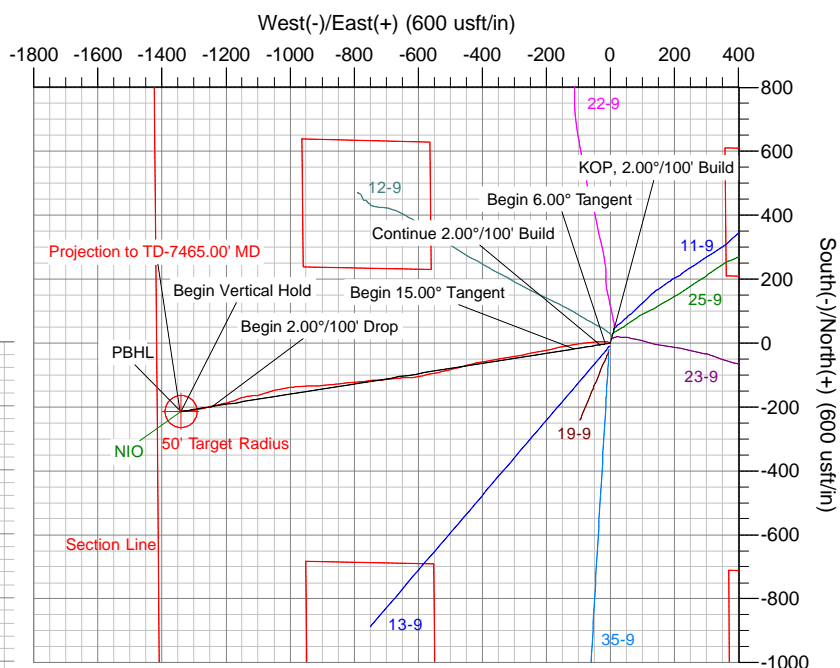 West(-)/East(+) (600 usft/in)
-1800 -1600 -1400 -1200 -1000 -800 -600 -400 -200 0 200 400
800
22-9
KOP, 2.00°/100' Build
600
12-9
Begin 6.00° Tangent
400
Continue 2.00°/100' Build
11-9
Projection to TD-7465.00' MD
200
Begin Vertical Hold
Begin 15.00° Tangent
25-9
Begin 2.00°/100' Drop
0
PBHL
23-9
-200
19-9
50' Target Radius
NIO
-400
Section Line
-600
-800
13-9
35-9
-1000
South(-)/North(+) (600 usft/in)